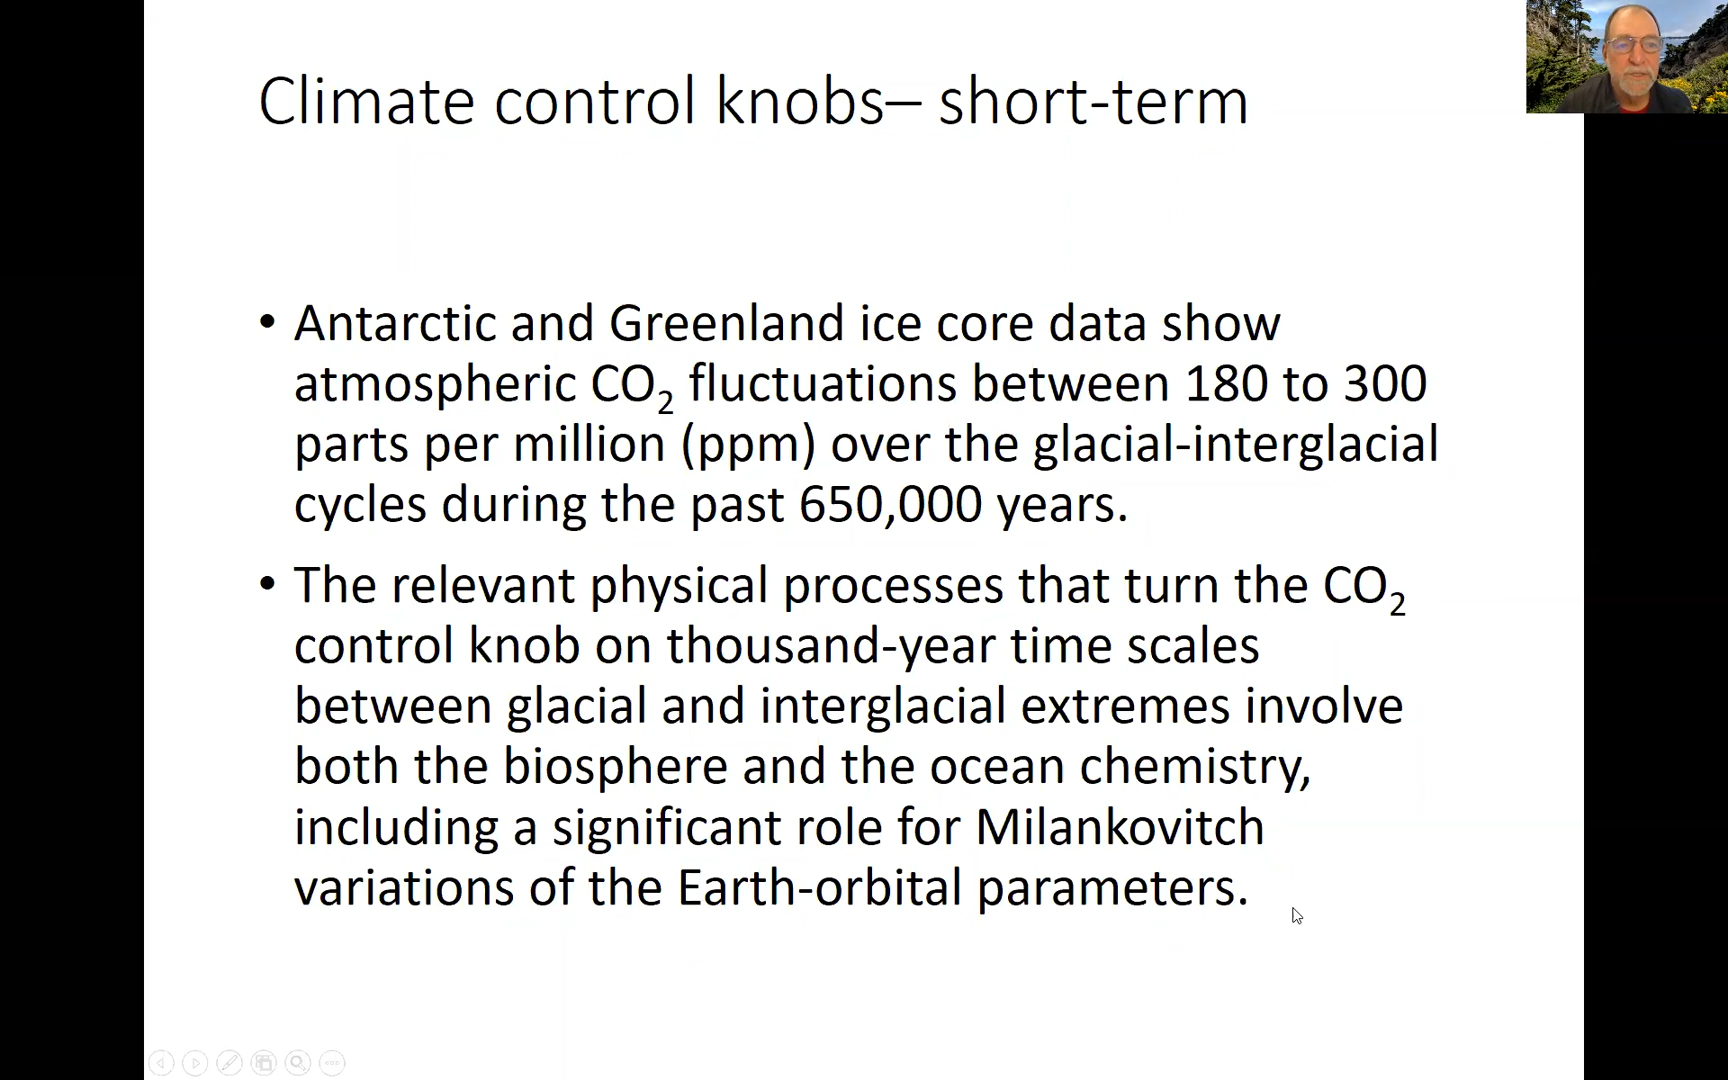 Climate control knobs– short-term
• Antarctic and Greenland ice core data show
atmospheric CO₂ fluctuations between 180 to 300
parts per million (ppm) over the glacial-interglacial
cycles during the past 650,000 years.
• The relevant physical processes that turn the CO₂
control knob on thousand-year time scales
between glacial and interglacial extremes involve
both the biosphere and the ocean chemistry,
including a significant role for Milankovitch
variations of the Earth-orbital parameters.